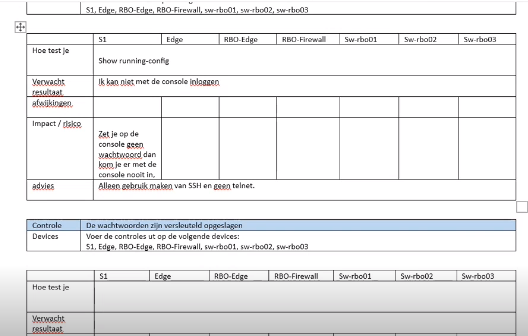 S1, Edge, RBO-Edge, RBO-Firewall, sw-rbo01, sw-rbo02, sw-rbo03
S1 Edge RBO-Edge RBO-Firewall Sw-rbo01 Sw-rbo02 Sw-rbo03
Hoe test je
Show running-config
Verwacht Ik kan niet met de console inloggen
resultaat
afwijkingen
Impact / risico
Zet je op de
console geen
wachtwoord dan
kom je er met de
console nooit in,
advies Alleen gebruik maken van SSH en geen telnet.
Controle De wachtwoorden zijn versleuteld opgeslagen
Devices Voer de controles ut op de volgende devices:
S1, Edge, RBO-Edge, RBO-Firewall, sw-rbo01, sw-rbo02, sw-rbo03
S1 Edge RBO-Edge RBO-Firewall Sw-rbo01 Sw-rbo02 Sw-rbo03
Hoe test je
Verwacht
resultaat